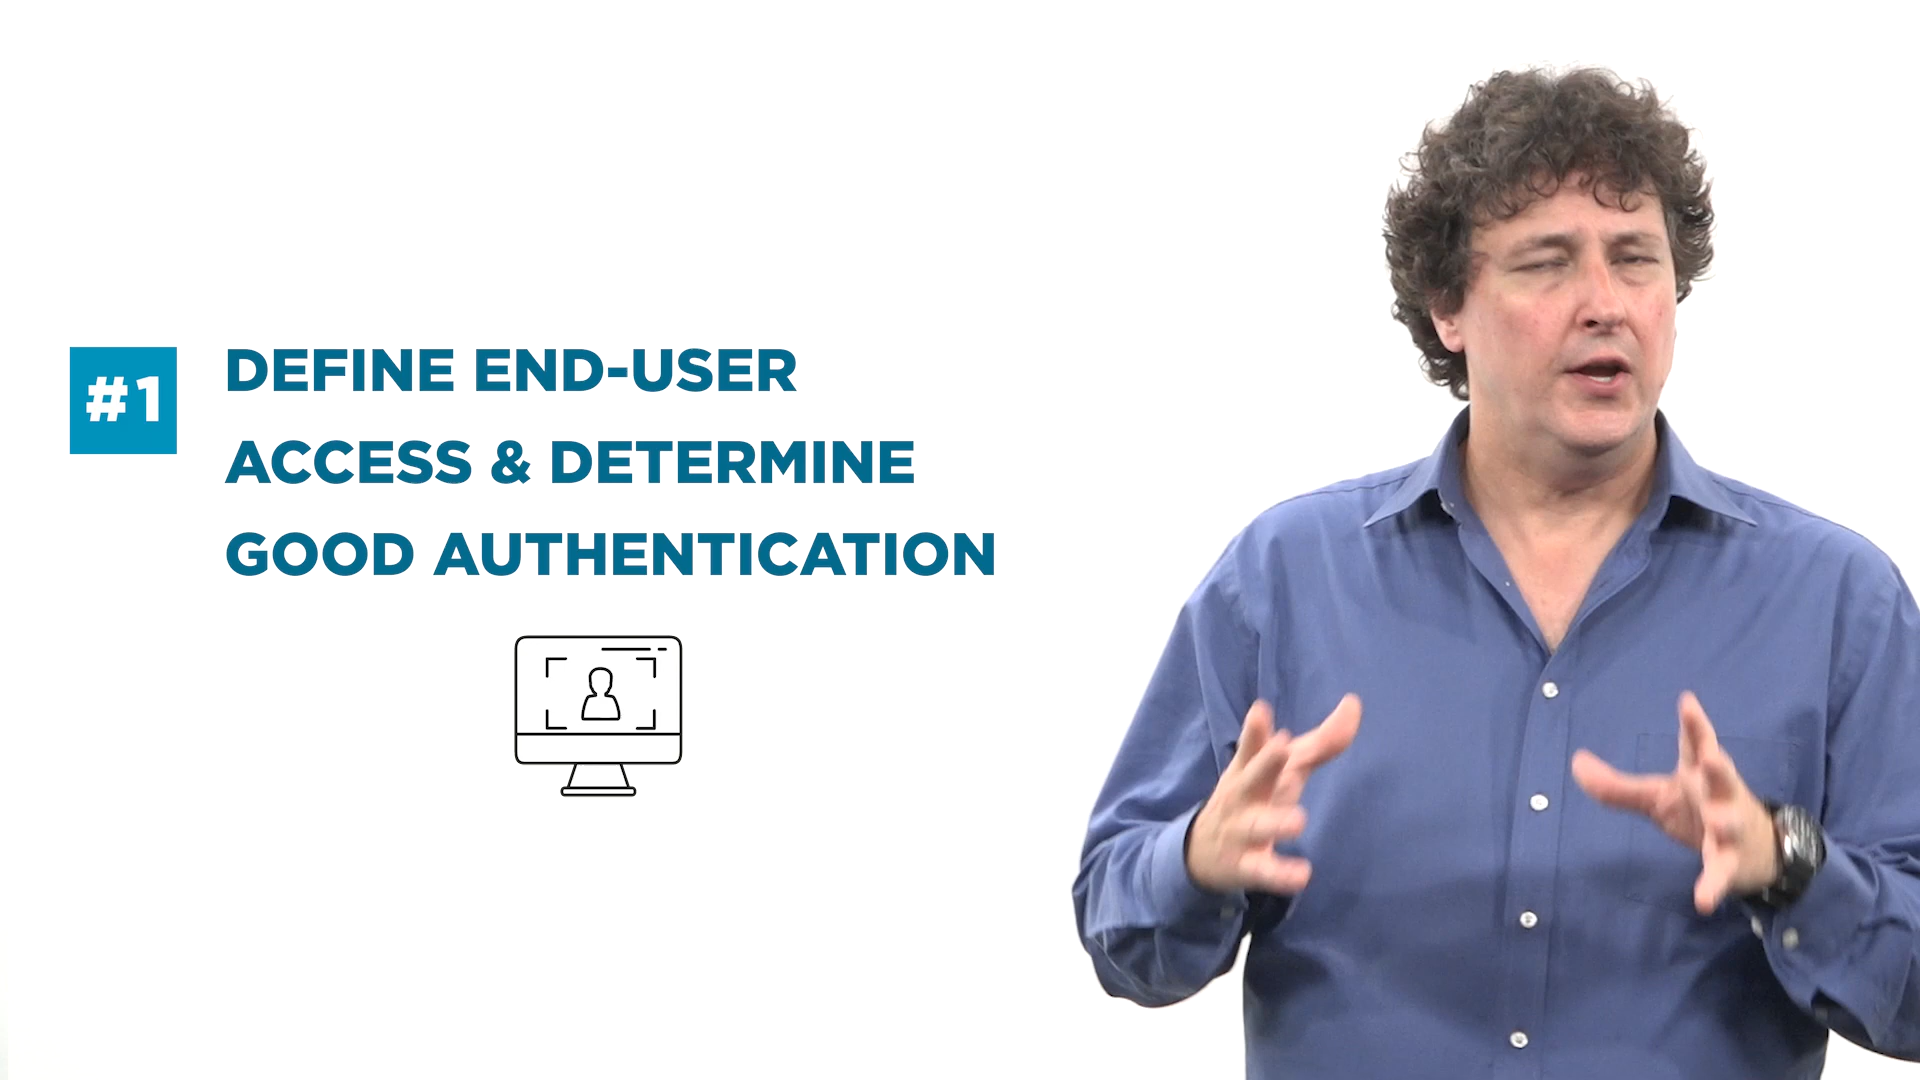 #1
DEFINE END-USER
ACCESS & DETERMINE
GOOD AUTHENTICATION